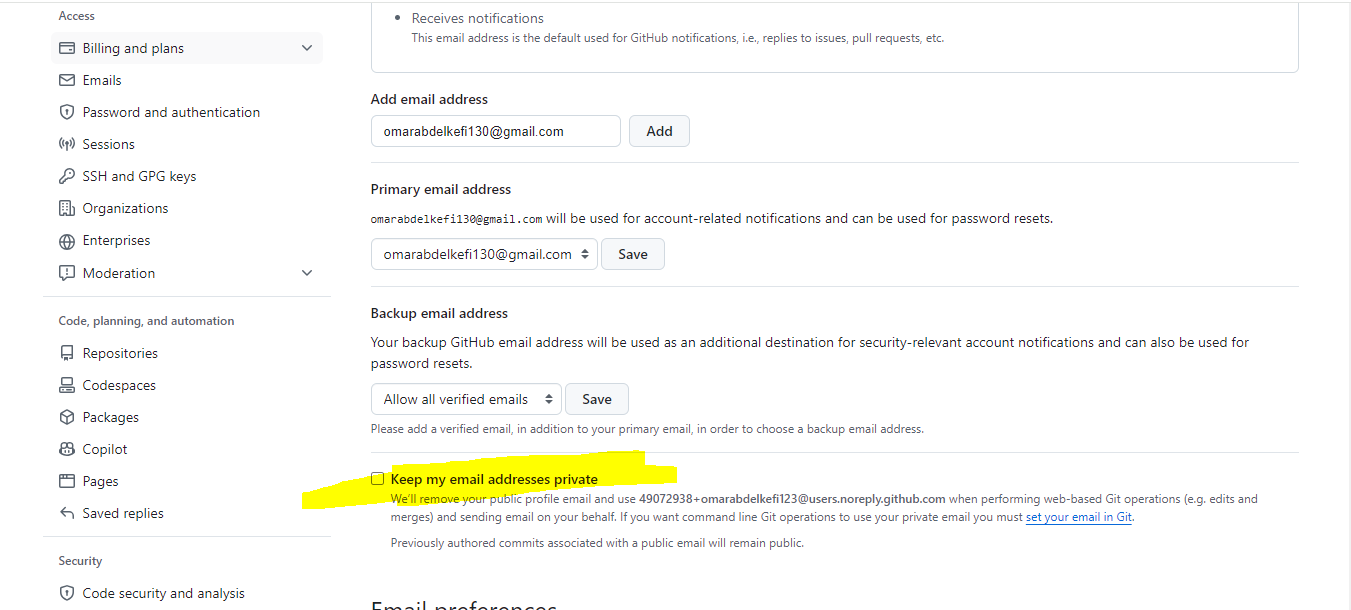 Access
Billing and plans
Emails
Password and authentication
Sessions
SSH and GPG keys
Organizations
Enterprises
Moderation
Code, planning, and automation
Repositories
Codespaces
Packages
Copilot
Pages
Saved replies
Security
Code security and analysis
Receives notifications
This email address is the default used for GitHub notifications, i.e., replies to issues, pull requests, etc.
Add email address
omarabdelkefi130@gmail.com Add
Primary email address
omarabdelkefi130@gmail.com will be used for account-related notifications and can be used for password resets.
omarabdelkefi130@gmail.com Save
Backup email address
Your backup GitHub email address will be used as an additional destination for security-relevant account notifications and can also be used for
password resets.
Allow all verified emails Save
Please add a verified email, in addition to your primary email, in order to choose a backup email address.
Keep my email addresses private
We'll remove your public profile email and use 49072938+omarabdelkefi123@users.noreply.github.com when performing web-based Git operations (e.g. edits and
merges) and sending email on your behalf. If you want command line Git operations to use your private email you must set your email in Git.
Previously authored commits associated with a public email will remain public.
Email preferences